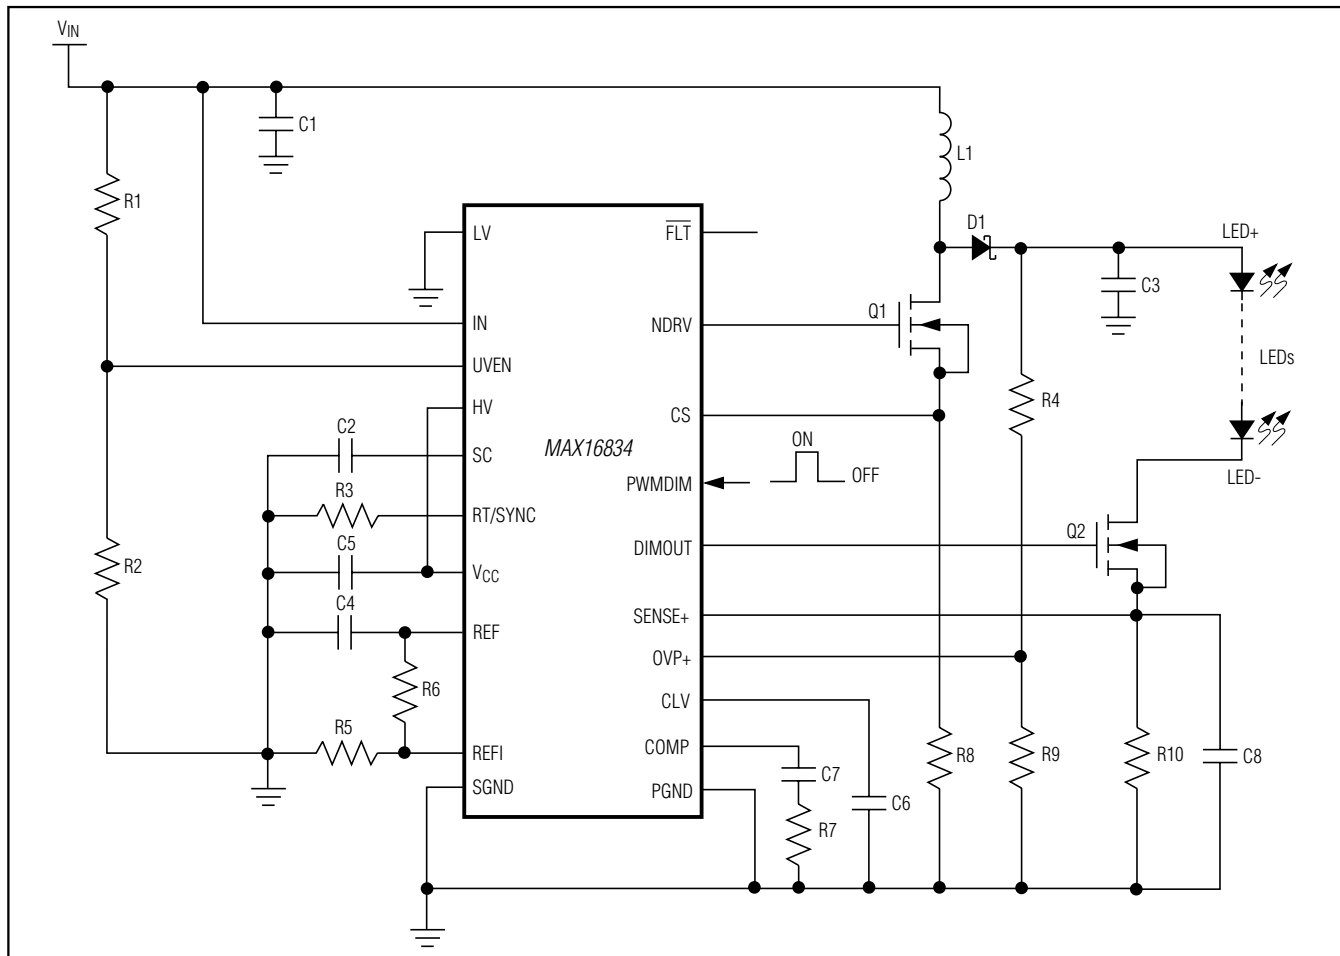 VIN
C1
L1
R1
D1
LED+
LV
FLT
C3
Q1
IN
NDRV
LEDs
UVEN
R4
HV
CS
C2
MAX16834
ON
SC
OFF
PWMDIM
LED-
R3
RT/SYNC
Q2
C5
DIMOUT
R2
VCC
C4
SENSE+
REF
OVP+
R6
CLV
R5
COMP
REFI
R8
R9
R10
C8
C7
SGND
PGND
C6
R7